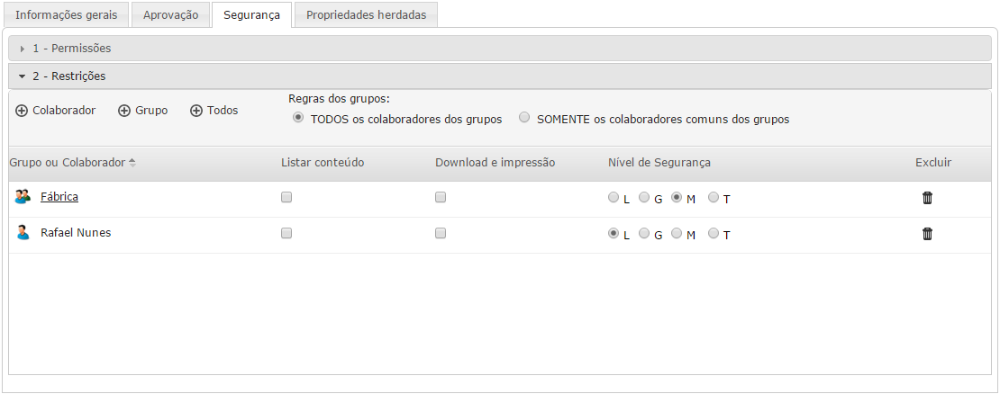 Informações gerais Aprovação Segurança Propriedades herdadas
1 - Permissões
2 - Restrições
Regras dos grupos:
Colaborador Grupo Todos TODOS os colaboradores dos grupos SOMENTE os colaboradores comuns dos grupos
Grupo ou Colaborador Listar conteúdo Download e impressão Nível de Segurança Excluir
Fábrica L G M T
Rafael Nunes L G M T